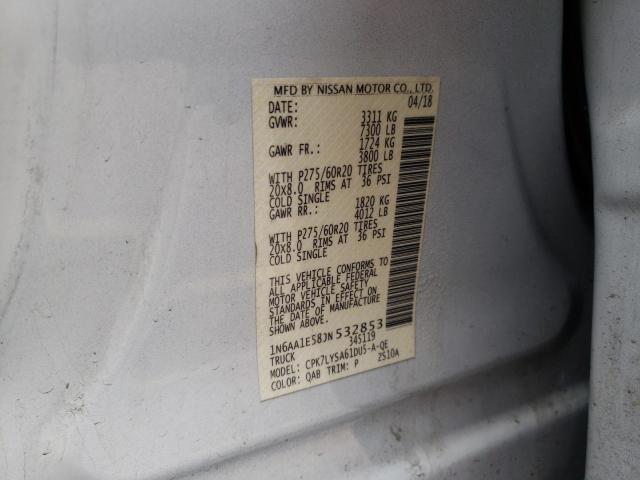 MFD BY NISSAN MOTOR CO., LTD.
DATE: 04/18
GVWR: 3311 KG
7300 LB
GAWR FR.: 1724 KG
3800 LB
WITH P275/60R20 TIRES
20x8.0 RIMS AT 36 PSI
COLD SINGLE
GAWR RR.: 1820 KG
4012 LB
WITH P275/60R20 TIRES
20x8.0 RIMS AT 36 PSI
COLD SINGLE
THIS VEHICLE CONFORMS TO
ALL APPLICABLE FEDERAL
MOTOR VEHICLE SAFETY
STANDARDS IN EFFECT ON
THE DATE OF MANUFACTURE
SHOWN ABOVE.
1N6AA1E58JN532853
TRUCK 345119
MODEL: CPK7LYSA61DU5-A-QE
COLOR: QAB TRIM: P ZS10A